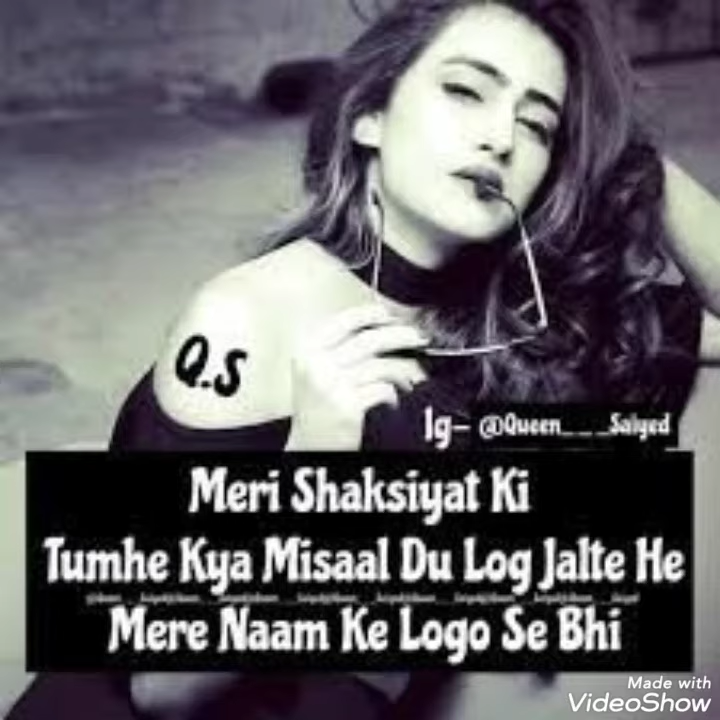 Q.S
Ig- @Queen_ _ _Saiyed
Meri Shaksiyat Ki
Tumhe Kya Misaal Du Log Jalte He
Mere Naam Ke Logo Se Bhi
Made with
VideoShow